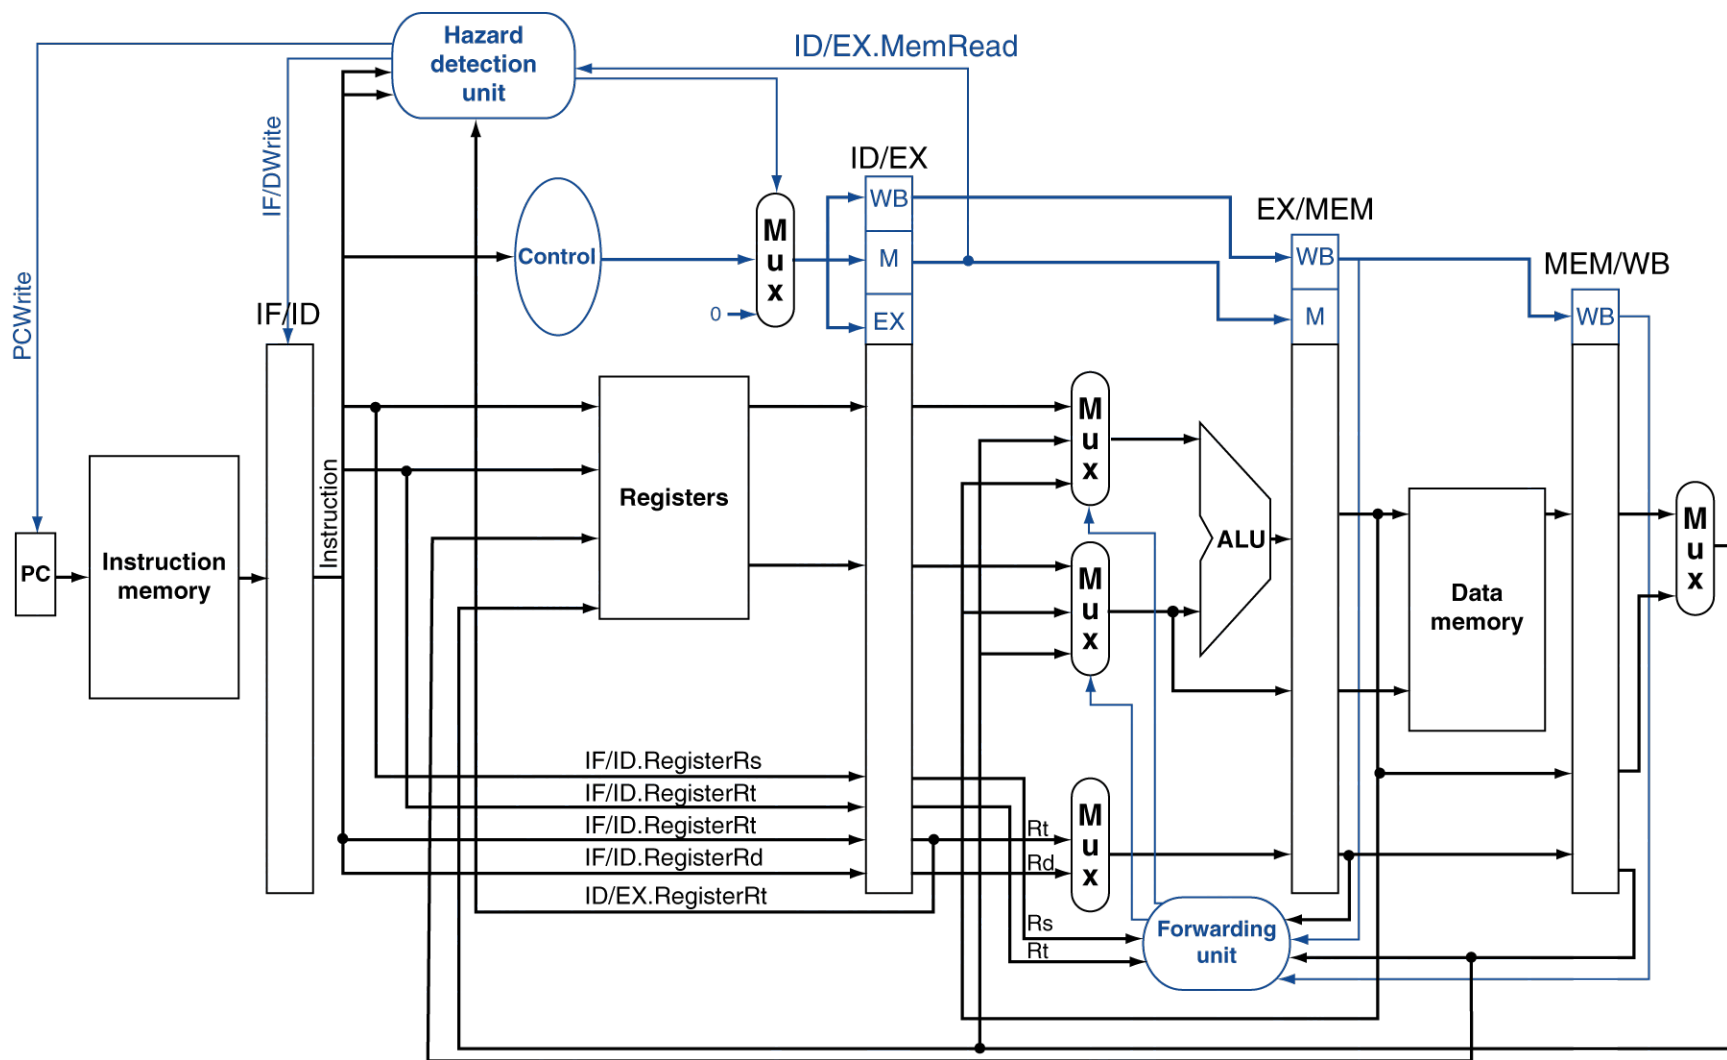 Hazard
detection
unit
ID/EX.MemRead
IF/DWrite
PCWrite
ID/EX
WB
M
EX
Control
M
u
x
0
EX/MEM
WB
M
MEM/WB
WB
IF/ID
PC
Instruction
memory
Instruction
Registers
M
u
x
M
u
x
ALU
Data
memory
M
u
x
IF/ID.RegisterRs
IF/ID.RegisterRt
IF/ID.RegisterRt
IF/ID.RegisterRd
ID/EX.RegisterRt
Rt
Rd
M
u
x
Rs
Rt
Forwarding
unit